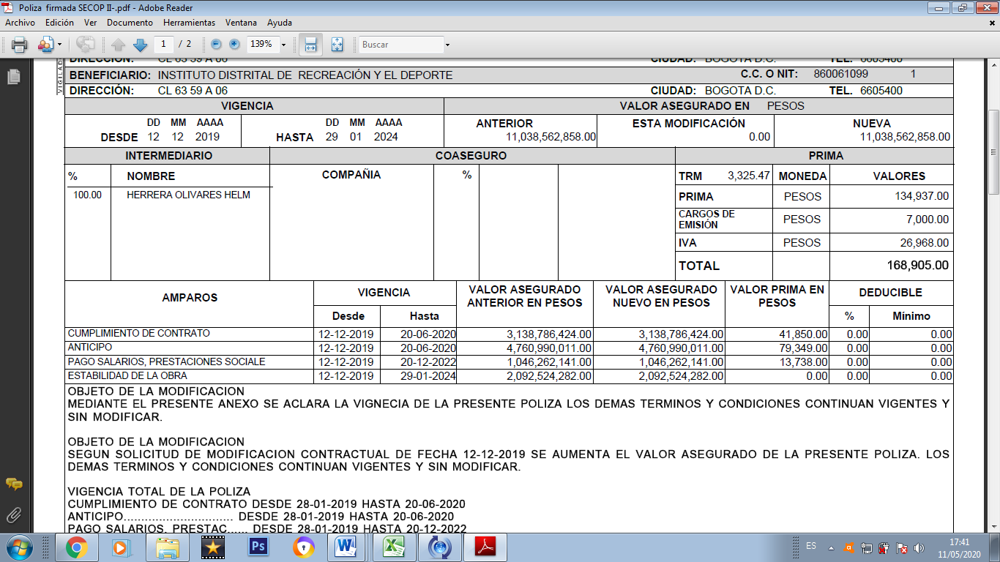 Poliza firmada SECOP II-.pdf - Adobe Reader
Archivo Edición Ver Documento Herramientas Ventana Ayuda
1 / 2 139% Buscar
DIRECCIÓN: CL 63 59 A 06 CIUDAD: BOGOTA D.C. TEL. 6605400
BENEFICIARIO: INSTITUTO DISTRITAL DE RECREACIÓN Y EL DEPORTE C.C. O NIT: 860061099 1
DIRECCIÓN: CL 63 59 A 06 CIUDAD: BOGOTA D.C. TEL. 6605400
VIGILAD
VIGENCIA VALOR ASEGURADO EN PESOS
DD MM AAAA DD MM AAAA ANTERIOR ESTA MODIFICACIÓN NUEVA
DESDE 12 12 2019 HASTA 29 01 2024 11,038,562,858.00 0.00 11,038,562,858.00
INTERMEDIARIO COASEGURO PRIMA
% NOMBRE COMPAÑIA % TRM 3,325.47 MONEDA VALORES
100.00 HERRERA OLIVARES HELM PRIMA PESOS 134,937.00
CARGOS DE
EMISIÓN PESOS 7,000.00
IVA PESOS 26,968.00
TOTAL 168,905.00
AMPAROS VIGENCIA VALOR ASEGURADO ANTERIOR EN PESOS VALOR ASEGURADO NUEVO EN PESOS VALOR PRIMA EN PESOS DEDUCIBLE
Desde Hasta % Mínimo
CUMPLIMIENTO DE CONTRATO 12-12-2019 20-06-2020 3,138,786,424.00 3,138,786,424.00 41,850.00 0.00 0.00
ANTICIPO 12-12-2019 20-06-2020 4,760,990,011.00 4,760,990,011.00 79,349.00 0.00 0.00
PAGO SALARIOS, PRESTACIONES SOCIALE 12-12-2019 20-12-2022 1,046,262,141.00 1,046,262,141.00 13,738.00 0.00 0.00
ESTABILIDAD DE LA OBRA 12-12-2019 29-01-2024 2,092,524,282.00 2,092,524,282.00 0.00 0.00 0.00
OBJETO DE LA MODIFICACION
MEDIANTE EL PRESENTE ANEXO SE ACLARA LA VIGNECIA DE LA PRESENTE POLIZA LOS DEMAS TERMINOS Y CONDICIONES CONTINUAN VIGENTES Y
SIN MODIFICAR.
OBJETO DE LA MODIFICACION
SEGUN SOLICITUD DE MODIFICACION CONTRACTUAL DE FECHA 12-12-2019 SE AUMENTA EL VALOR ASEGURADO DE LA PRESENTE POLIZA. LOS
DEMAS TERMINOS Y CONDICIONES CONTINUAN VIGENTES Y SIN MODIFICAR.
VIGENCIA TOTAL DE LA POLIZA
CUMPLIMIENTO DE CONTRATO DESDE 28-01-2019 HASTA 20-06-2020
ANTICIPO............................. DESDE 28-01-2019 HASTA 20-06-2020
PAGO SALARIOS, PRESTAC...... DESDE 28-01-2019 HASTA 20-12-2022
Ps
ES 17:41
11/05/2020